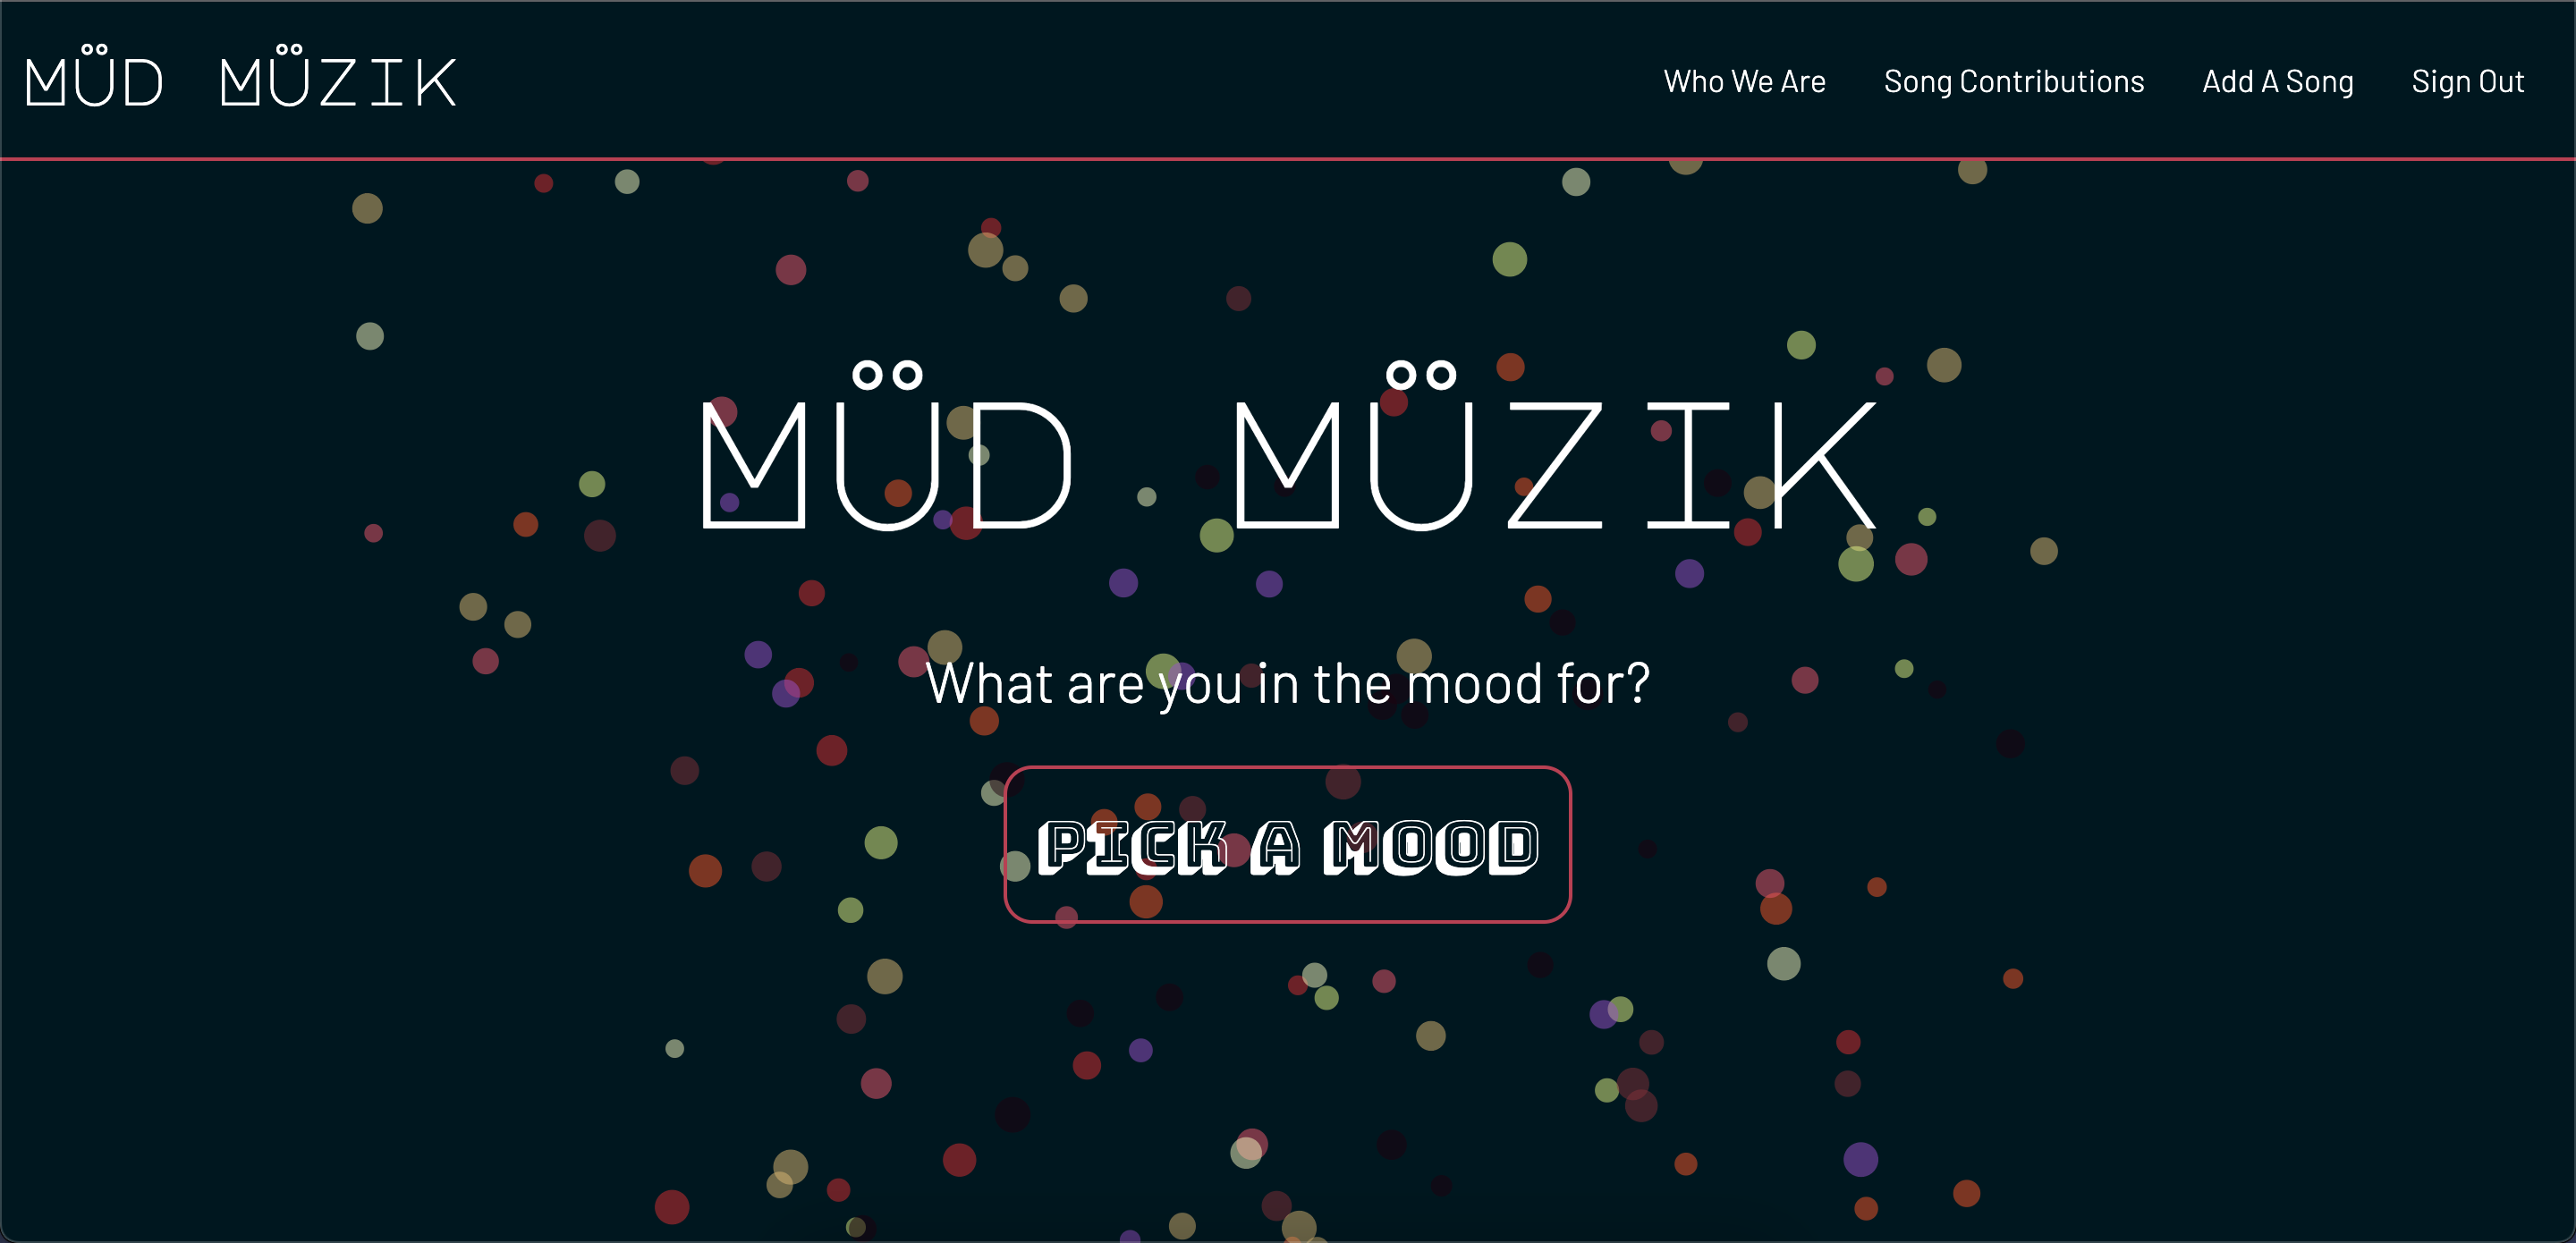 MÜD MÜZIK
Who We Are
Song Contributions
Add A Song
Sign Out
MÜD MÜZIK
What are you in the mood for?
PICK A MOOD